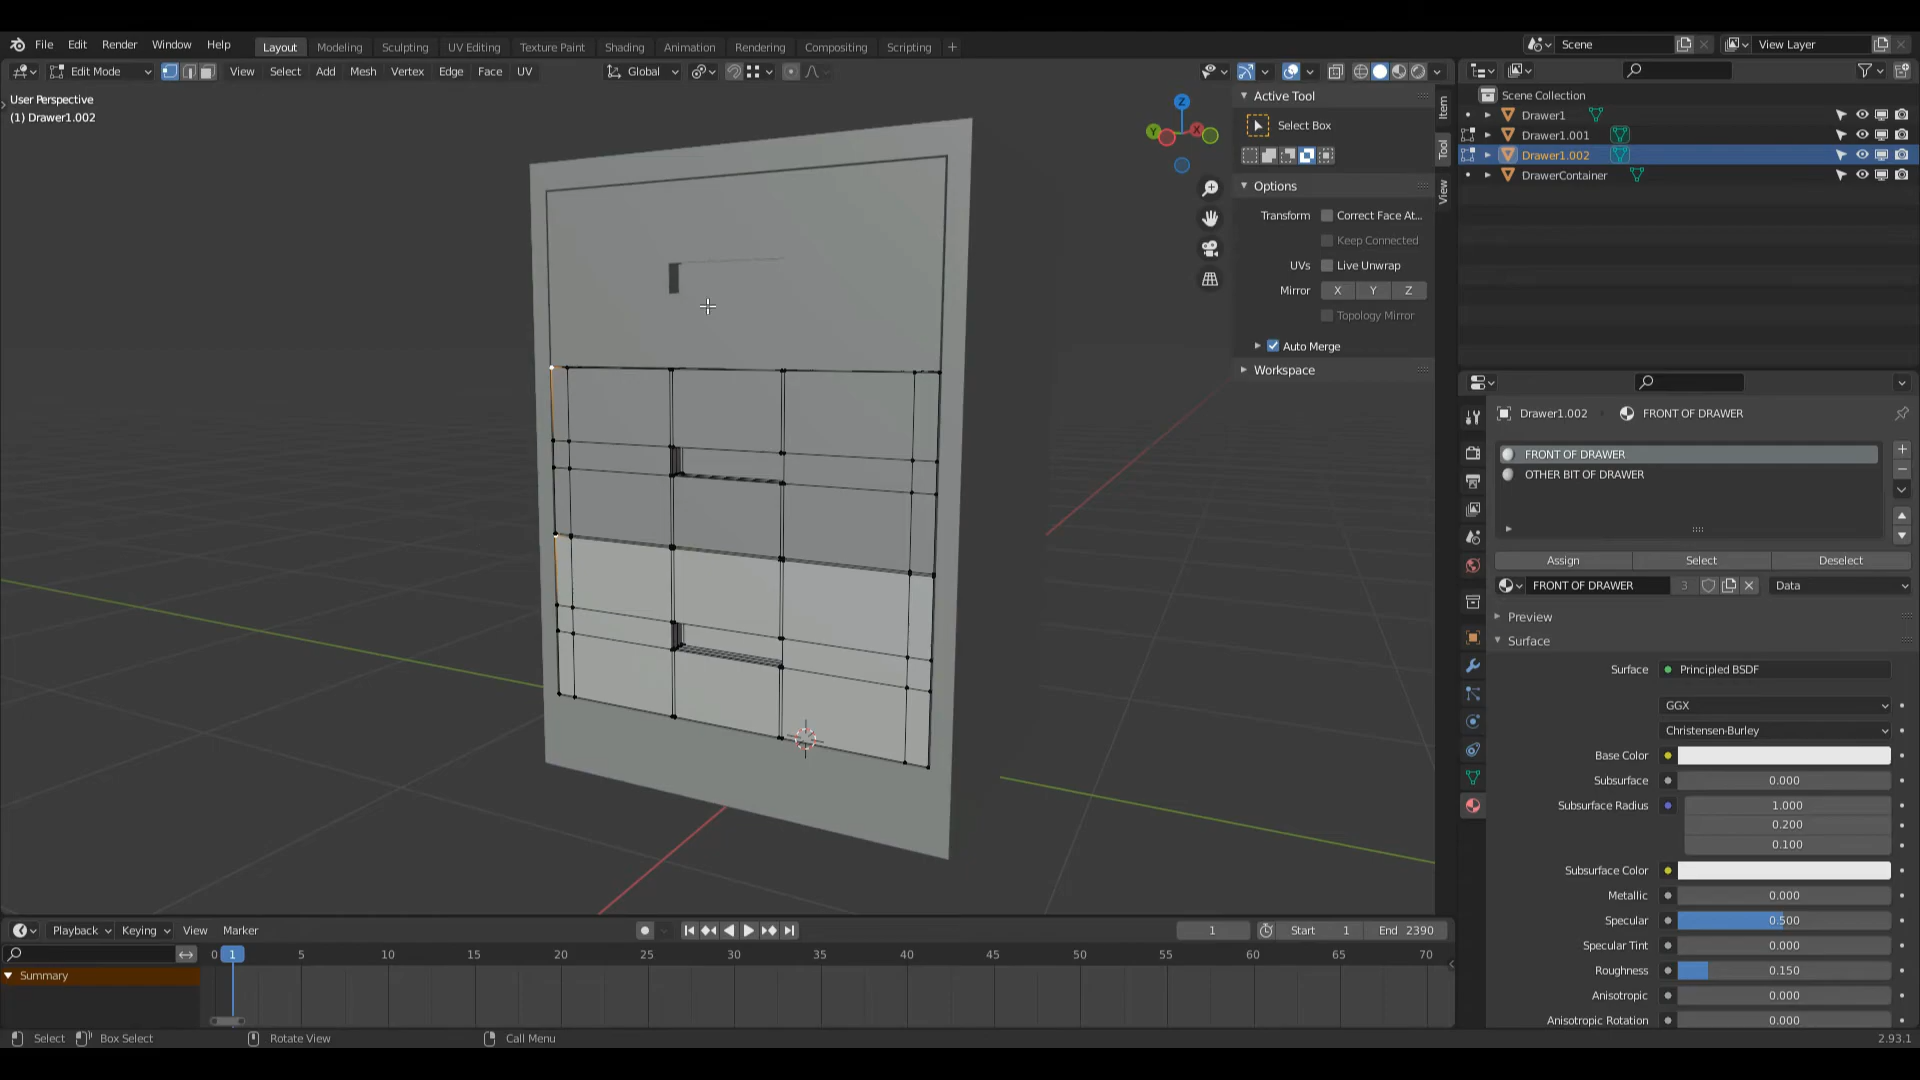 File Edit Render Window Help Layout Modeling Sculpting UV Editing Texture Paint Shading Animation Rendering Compositing Scripting + Scene View Layer
Edit Mode View Select Add Mesh Vertex Edge Face UV Global
User Perspective
(1) Drawer1.002
Z
Y
X
Active Tool
Select Box
Options
Transform Correct Face At...
Keep Connected
UVs Live Unwrap
Mirror X Y Z
Topology Mirror
Auto Merge
Workspace
Item
Tool
View
Scene Collection
Drawer1
Drawer1.001
Drawer1.002
DrawerContainer
Drawer1.002 FRONT OF DRAWER
FRONT OF DRAWER
OTHER BIT OF DRAWER
Assign Select Deselect
FRONT OF DRAWER 3 Data
Preview
Surface
Surface Principled BSDF
GGX
Christensen-Burley
Base Color
Subsurface 0.000
Subsurface Radius 1.000
0.200
0.100
Subsurface Color
Metallic 0.000
Specular 0.500
Specular Tint 0.000
Roughness 0.150
Anisotropic 0.000
Anisotropic Rotation 0.000
Playback Keying View Marker 1 Start 1 End 2390
0 1 5 10 15 20 25 30 35 40 45 50 55 60 65 70
Summary
Select Box Select Rotate View Call Menu 2.93.1